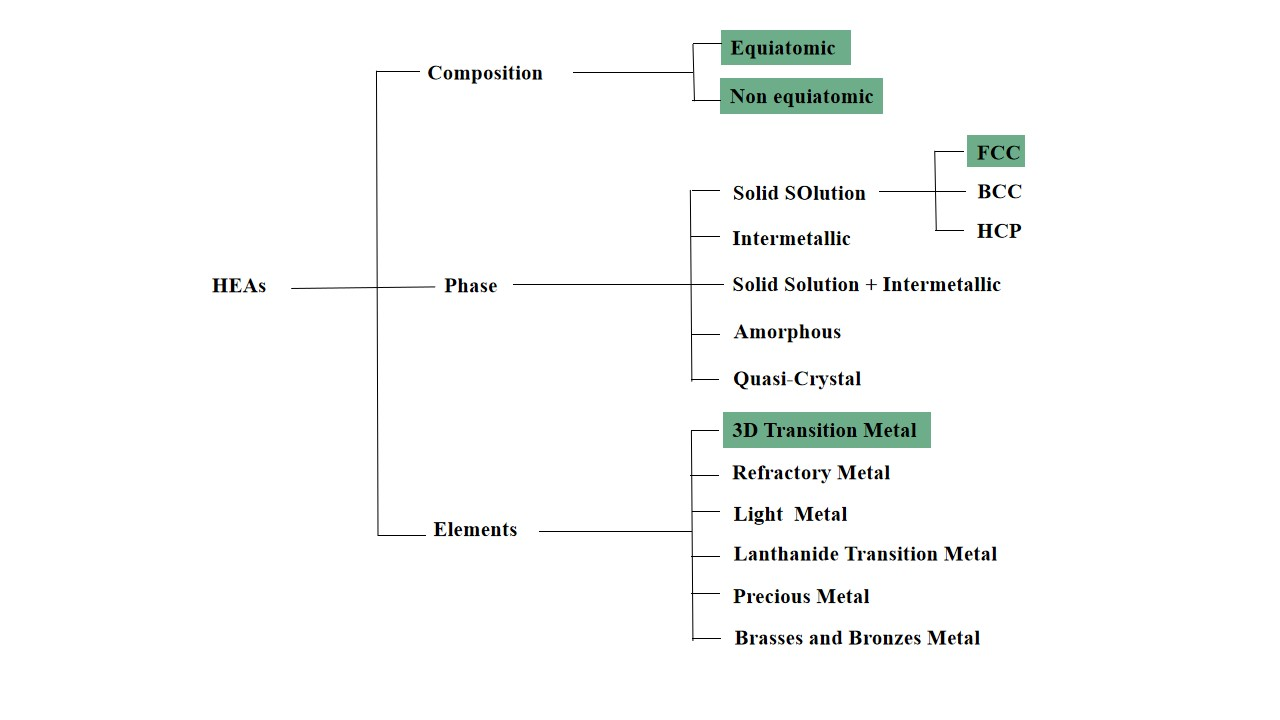 Equiatomic
Composition
Non equiatomic
FCC
Solid SOlution
BCC
HCP
Intermetallic
HEAs
Phase
Solid Solution + Intermetallic
Amorphous
Quasi-Crystal
3D Transition Metal
Refractory Metal
Light  Metal
Elements
Lanthanide Transition Metal
Precious Metal
Brasses and Bronzes Metal